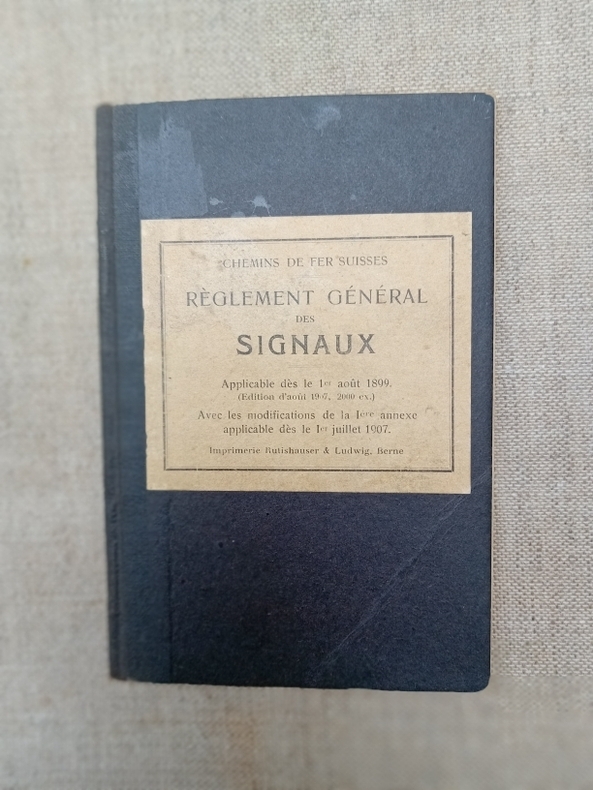 CHEMINS DE FER SUISSES
RÈGLEMENT GÉNÉRAL
DES
SIGNAUX
Applicable dès le 1er août 1899.
(Edition d'août 1907, 2000 ex.)
Avec les modifications de la Ière annexe
applicable dès le 1er juillet 1907.
Imprimerie Rutishauser & Ludwig, Berne